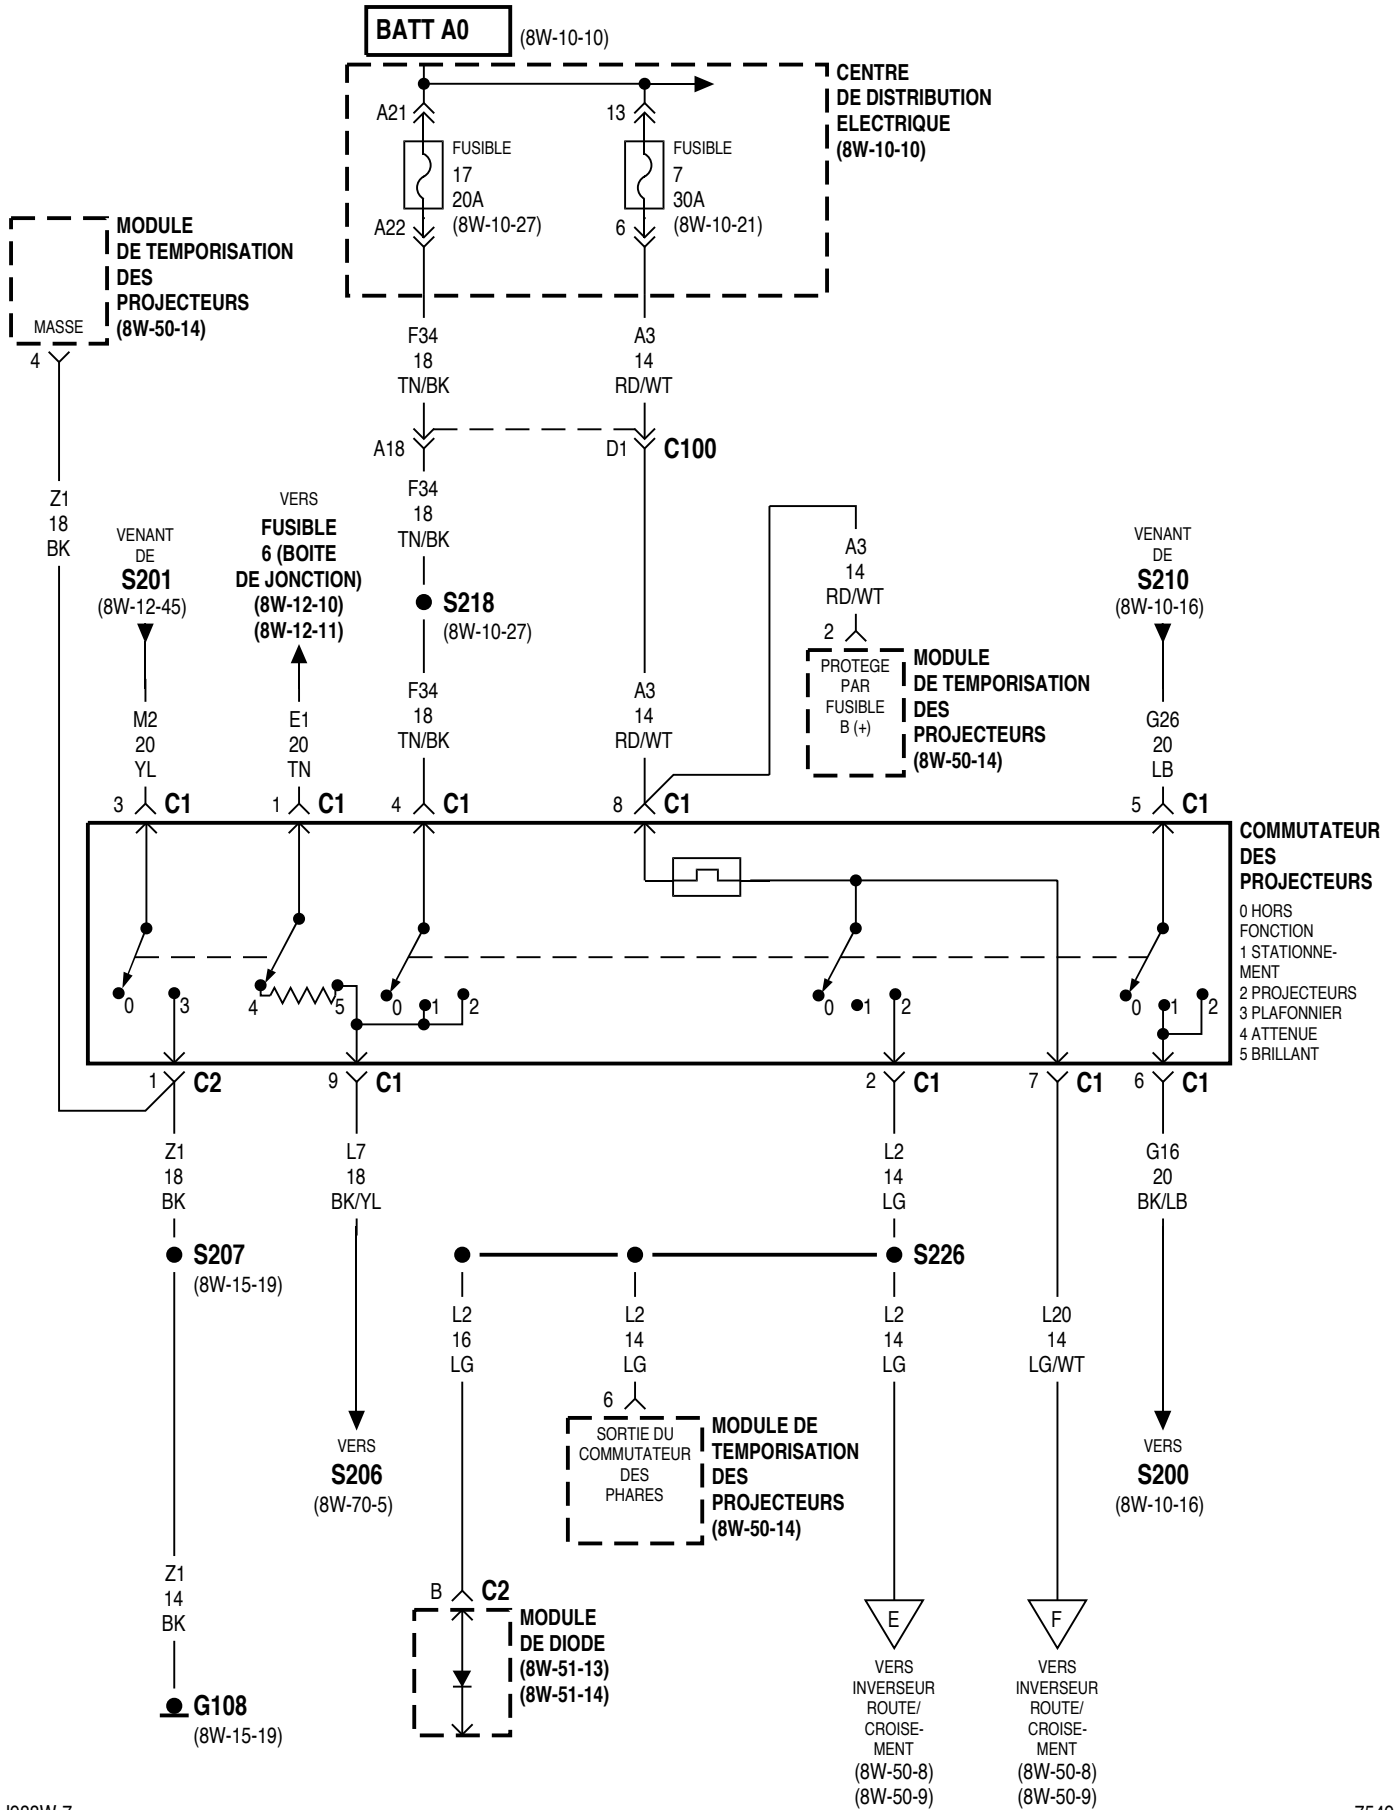 BATT A0
(8W-10-10)
CENTRE
DE DISTRIBUTION
ELECTRIQUE
(8W-10-10)
A21
FUSIBLE
17
20A
(8W-10-27)
A22
13
FUSIBLE
7
30A
(8W-10-21)
6
MODULE
DE TEMPORISATION
DES
PROJECTEURS
(8W-50-14)
MASSE
4
F34
18
TN/BK
A3
14
RD/WT
A18
D1
C100
Z1
18
BK
VENANT
DE
S201
(8W-12-45)
VERS
FUSIBLE
6 (BOITE
DE JONCTION)
(8W-12-10)
(8W-12-11)
F34
18
TN/BK
S218
(8W-10-27)
A3
14
RD/WT
2
PROTEGE
PAR
FUSIBLE
B (+)
MODULE
DE TEMPORISATION
DES
PROJECTEURS
(8W-50-14)
VENANT
DE
S210
(8W-10-16)
M2
20
YL
E1
20
TN
F34
18
TN/BK
A3
14
RD/WT
G26
20
LB
3 C1
1 C1
4 C1
8 C1
5 C1
COMMUTATEUR
DES
PROJECTEURS
0 HORS
FONCTION
1 STATIONNE-
MENT
2 PROJECTEURS
3 PLAFONNIER
4 ATTENUE
5 BRILLANT
0 3
4 5
0 1 2
0 1 2
0 1 2
1 C2
9 C1
2 C1
7 C1
6 C1
Z1
18
BK
L7
18
BK/YL
L2
14
LG
G16
20
BK/LB
S207
(8W-15-19)
S226
L2
16
LG
L2
14
LG
L2
14
LG
L20
14
LG/WT
6
SORTIE DU
COMMUTATEUR
DES
PHARES
MODULE DE
TEMPORISATION
DES
PROJECTEURS
(8W-50-14)
VERS
S206
(8W-70-5)
VERS
S200
(8W-10-16)
Z1
14
BK
B C2
MODULE
DE DIODE
(8W-51-13)
(8W-51-14)
E
VERS
INVERSEUR
ROUTE/
CROISE-
MENT
(8W-50-8)
(8W-50-9)
F
VERS
INVERSEUR
ROUTE/
CROISE-
MENT
(8W-50-8)
(8W-50-9)
G108
(8W-15-19)